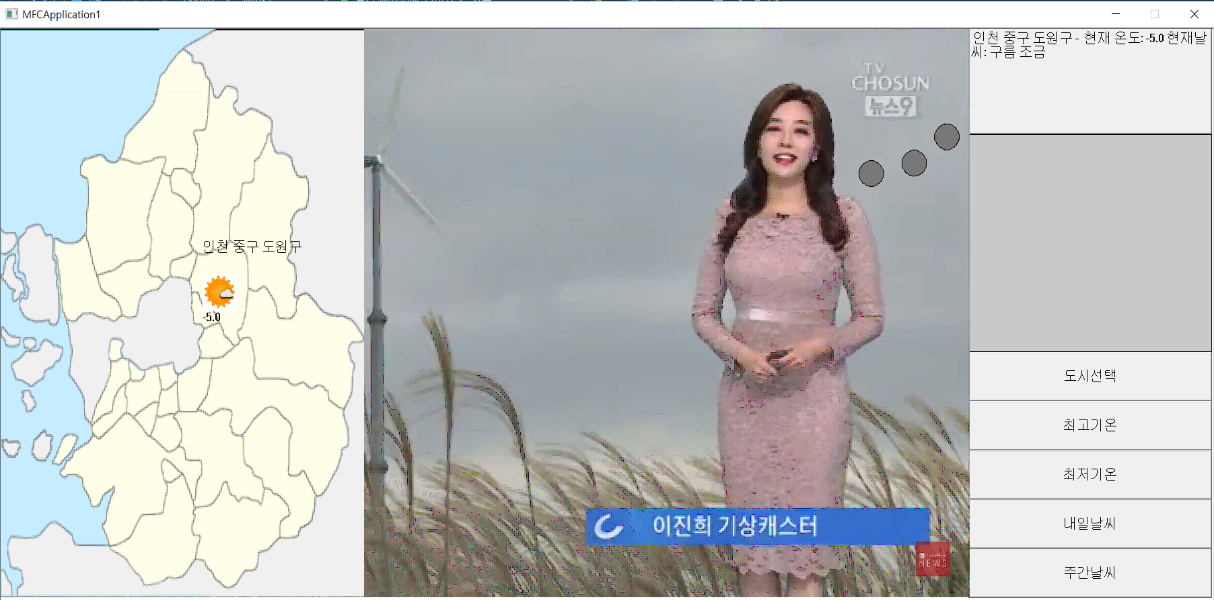 MFCApplication1
인천 중구 도원구
-5.0
TV
CHOSUN
뉴스9
이진희 기상캐스터
NEWS
인천 중구 도원구 - 현재 온도: -5.0 현재날
씨: 구름 조금
도시선택
최고기온
최저기온
내일날씨
주간날씨